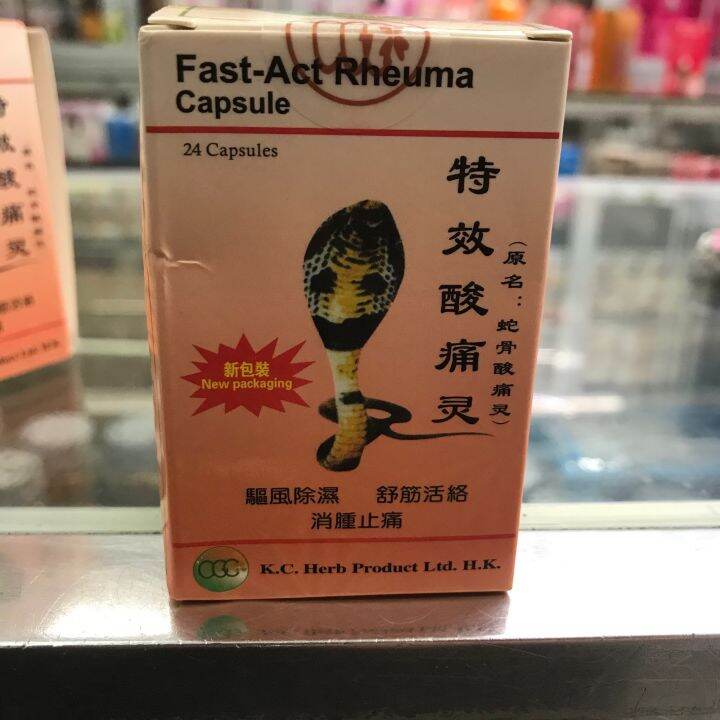 Fast-Act Rheuma
Capsule
24 Capsules
特效酸痛灵
(原名：蛇骨酸痛灵)
新包裝
New packaging
驅風除濕 舒筋活絡
消腫止痛
K.C. Herb Product Ltd. H.K.